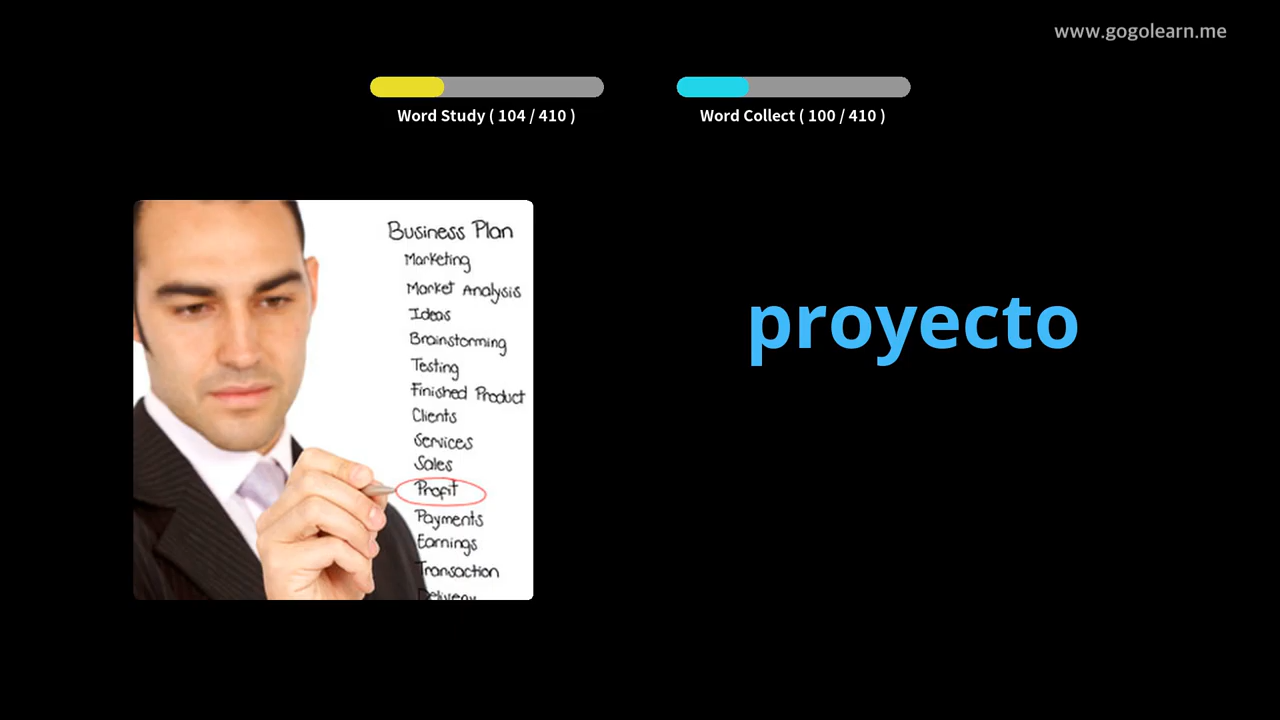 www.gogolearn.me
Word Study ( 104 / 410 )
Word Collect ( 100 / 410 )
Business Plan
Marketing
Market Analysis
Ideas
Brainstorming
Testing
Finished Product
Clients
Services
Sales
Profit
Payments
Earnings
Transaction
Delivery
proyecto